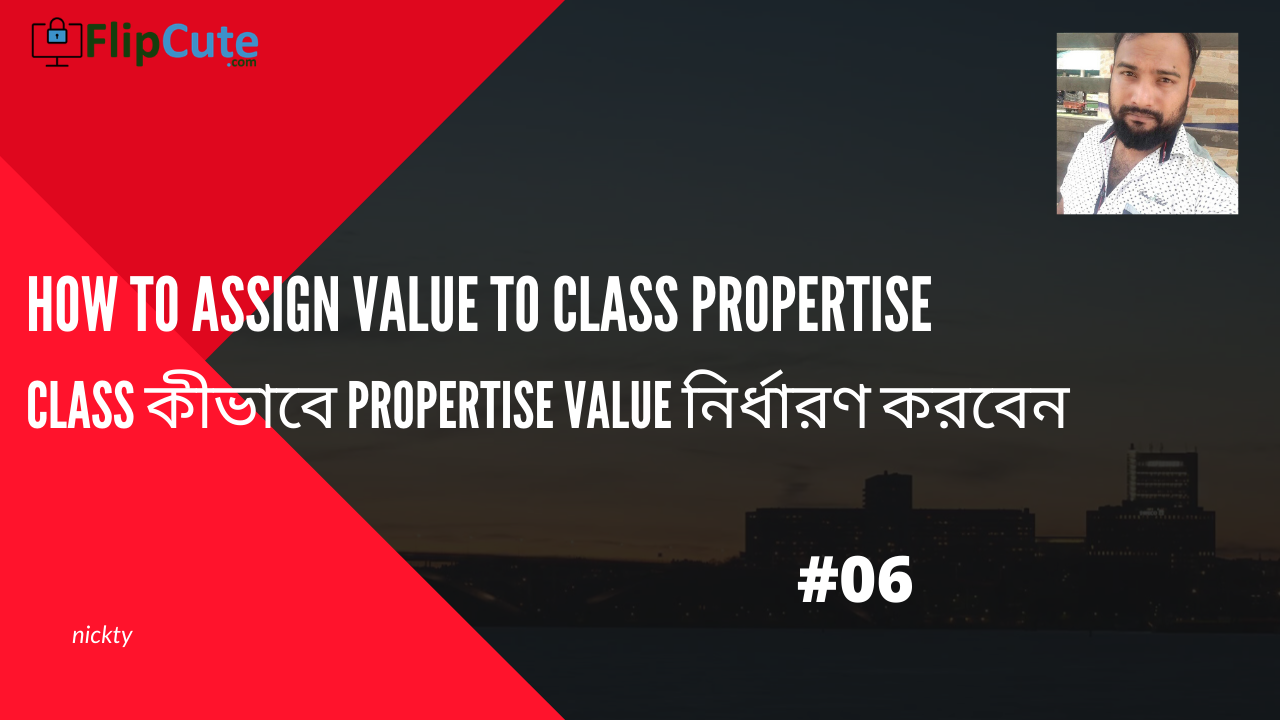 FlipCute
.com
HOW TO ASSIGN VALUE TO CLASS PROPERTISE
CLASS কীভাবে PROPERTISE VALUE নির্ধারণ করবেন
#06
nickty